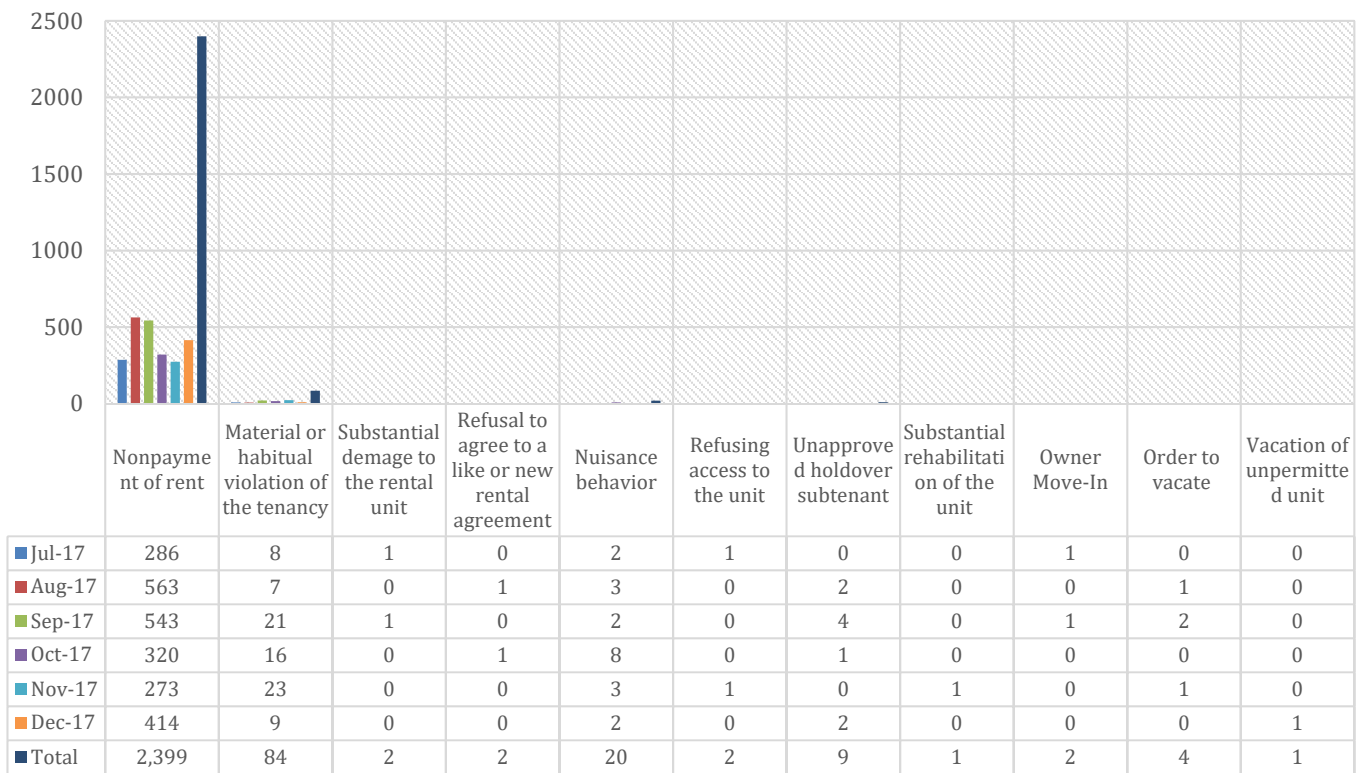 2500
2000
1500
1000
500
0
Nonpayme
nt of rent
Material or
habitual
violation of
the tenancy
Substantial
demage to
the rental
unit
Refusal to
agree to a
like or new
rental
agreement
Nuisance
behavior
Refusing
access to
the unit
Unapprove
d holdover
subtenant
Substantial
rehabilitati
on of the
unit
Owner
Move-In
Order to
vacate
Vacation of
unpermitte
d unit
Jul-17 286 8 1 0 2 1 0 0 1 0 0
Aug-17 563 7 0 1 3 0 2 0 0 1 0
Sep-17 543 21 1 0 2 0 4 0 1 2 0
Oct-17 320 16 0 1 8 0 1 0 0 0 0
Nov-17 273 23 0 0 3 1 0 1 0 1 0
Dec-17 414 9 0 0 2 0 2 0 0 0 1
Total 2,399 84 2 2 20 2 9 1 2 4 1